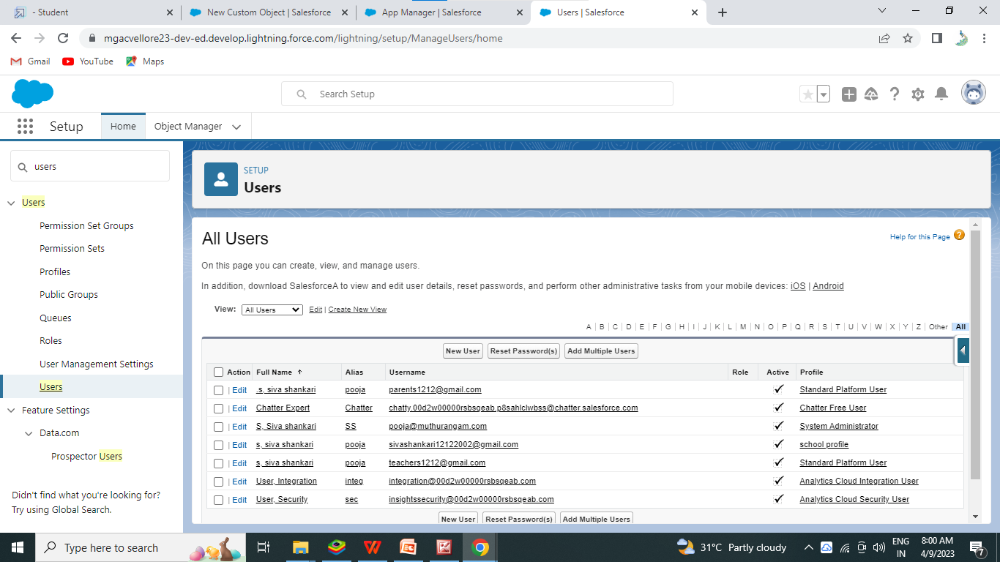 - Student
New Custom Object | Salesforce
App Manager | Salesforce
Users | Salesforce
mgacvellore23-dev-ed.develop.lightning.force.com/lightning/setup/ManageUsers/home
Gmail YouTube Maps
Search Setup
Setup Home Object Manager
users
Users
Permission Set Groups
Permission Sets
Profiles
Public Groups
Queues
Roles
User Management Settings
Users
Feature Settings
Data.com
Prospector Users
Didn't find what you're looking for?
Try using Global Search.
SETUP
Users
All Users
Help for this Page ?
On this page you can create, view, and manage users.
In addition, download SalesforceA to view and edit user details, reset passwords, and perform other administrative tasks from your mobile devices: iOS | Android
View: All Users Edit | Create New View
A | B | C | D | E | F | G | H | I | J | K | L | M | N | O | P | Q | R | S | T | U | V | W | X | Y | Z | Other | All
New User Reset Password(s) Add Multiple Users
Action Full Name ↑ Alias Username Role Active Profile
| Edit .s, siva shankari pooja parents1212@gmail.com ✓ Standard Platform User
| Edit Chatter Expert Chatter chatty.00d2w00000rsbsqeab.p8sahlclwbss@chatter.salesforce.com ✓ Chatter Free User
| Edit S, Siva shankari SS pooja@muthurangam.com ✓ System Administrator
| Edit s, siva shankari pooja sivashankari12122002@gmail.com ✓ school profile
| Edit s, siva shankari pooja teachers1212@gmail.com ✓ Standard Platform User
| Edit User, Integration integ integration@00d2w00000rsbsqeab.com ✓ Analytics Cloud Integration User
| Edit User, Security sec insightssecurity@00d2w00000rsbsqeab.com ✓ Analytics Cloud Security User
New User Reset Password(s) Add Multiple Users
Type here to search
31°C Partly cloudy
ENG
IN
8:00 AM
4/9/2023
7